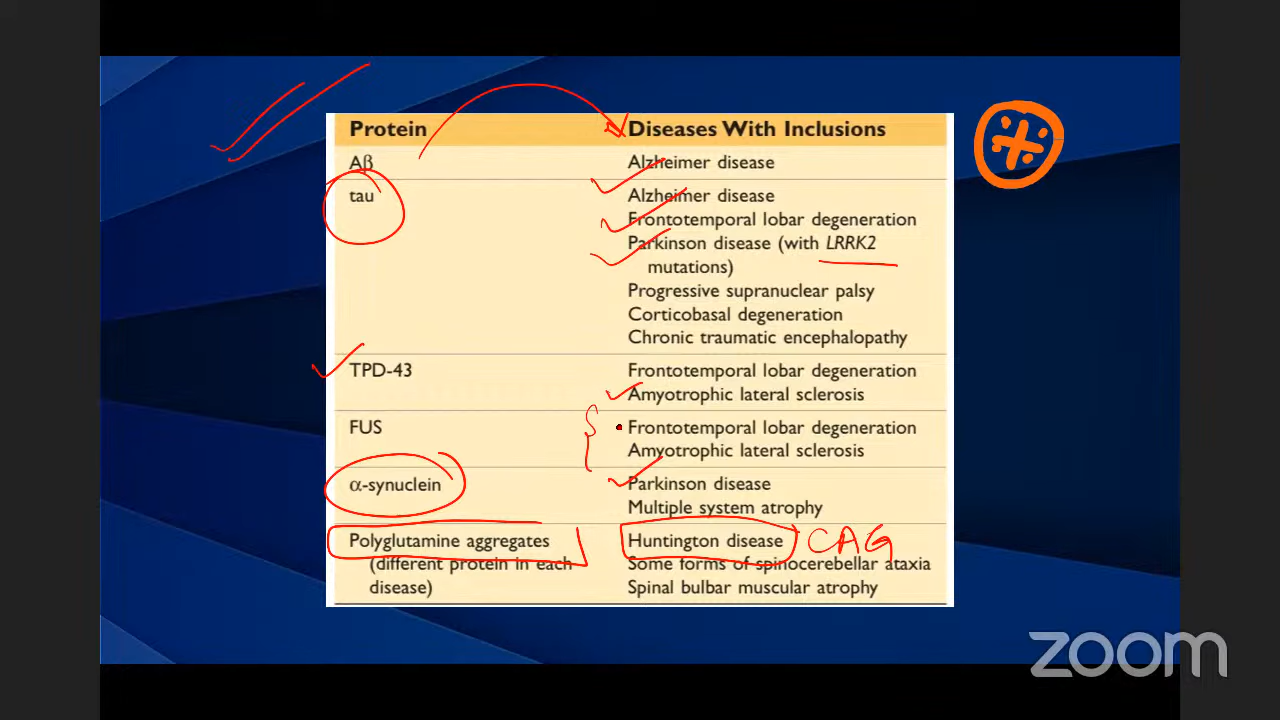 Protein Diseases With Inclusions
Aβ Alzheimer disease
tau Alzheimer disease
Frontotemporal lobar degeneration
Parkinson disease (with LRRK2
mutations)
Progressive supranuclear palsy
Corticobasal degeneration
Chronic traumatic encephalopathy
TPD-43 Frontotemporal lobar degeneration
Amyotrophic lateral sclerosis
FUS Frontotemporal lobar degeneration
Amyotrophic lateral sclerosis
α-synuclein Parkinson disease
Multiple system atrophy
Polyglutamine aggregates Huntington disease CAG
(different protein in each Some forms of spinocerebellar ataxia
disease) Spinal bulbar muscular atrophy
zoom